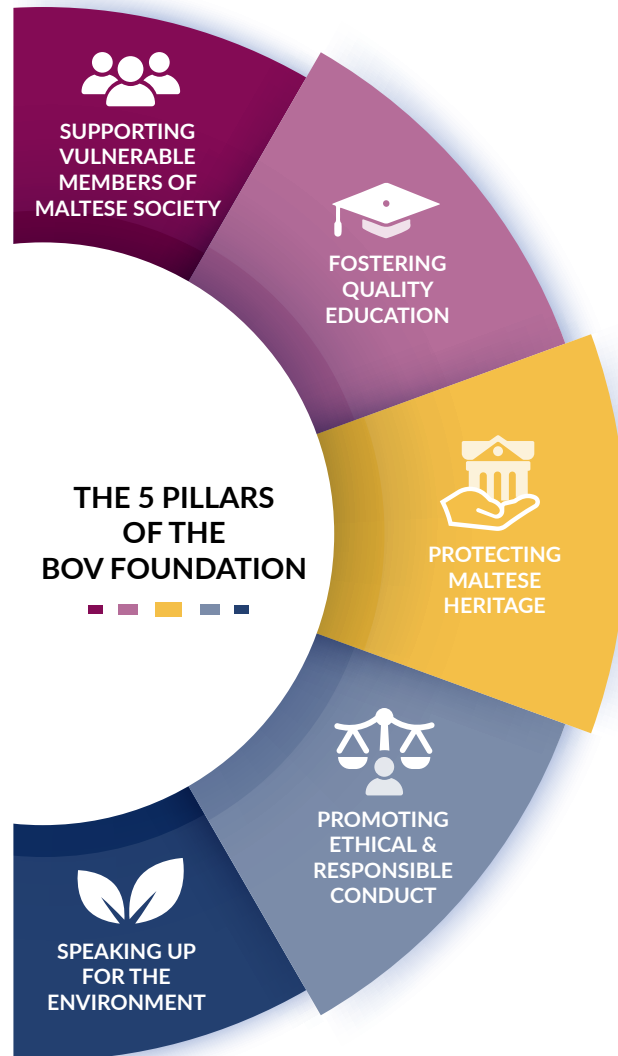 THE 5 PILLARS
OF THE
BOV FOUNDATION
SUPPORTING
VULNERABLE
MEMBERS OF
MALTESE SOCIETY
FOSTERING
QUALITY
EDUCATION
PROTECTING
MALTESE
HERITAGE
PROMOTING
ETHICAL &
RESPONSIBLE
CONDUCT
SPEAKING UP
FOR THE
ENVIRONMENT